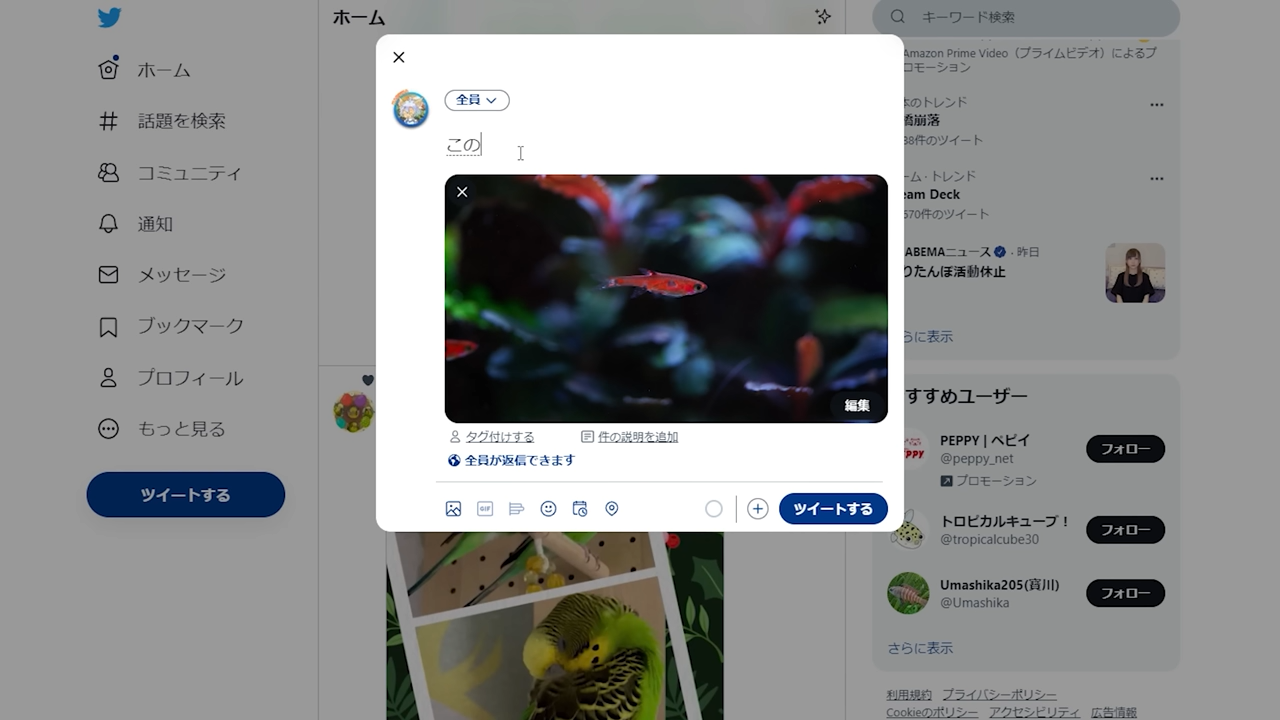 ホーム
話題を検索
コミュニティ
通知
メッセージ
ブックマーク
プロフィール
もっと見る
ツイートする
ホーム
全員
この
編集
タグ付けする
件の説明を追加
全員が返信できます
GIF
ツイートする
キーワード検索
Amazon Prime Video（プライムビデオ）によるプ
ロモーション
のトレンド
崩落
件のツイート
ーム · トレンド
eam Deck
570件のツイート
ABEMAニュース · 昨日
りたんぽ活動休止
らに表示
すすめユーザー
PEPPY | ペピイ
@peppy_net
プロモーション
フォロー
トロピカルキューブ！
@tropicalcube30
フォロー
Umashika205(寳川)
@Umashika
フォロー
さらに表示
利用規約 プライバシーポリシー
Cookieのポリシー アクセシビリティ 広告情報